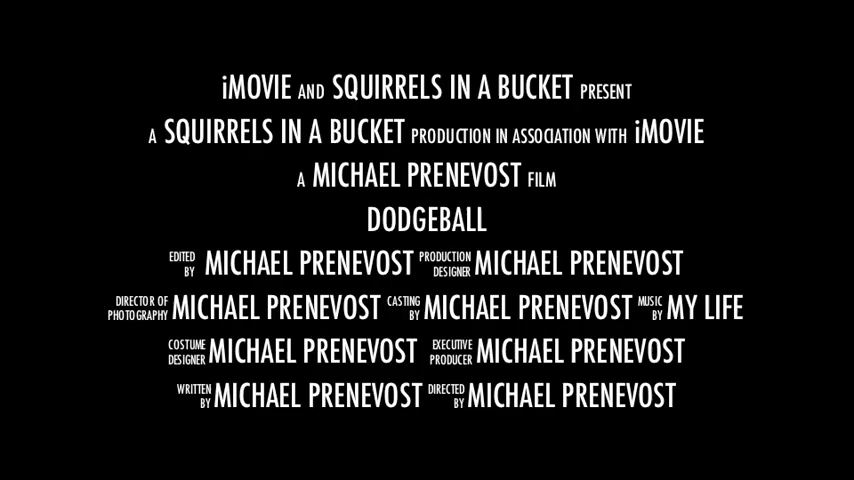 iMOVIE AND SQUIRRELS IN A BUCKET PRESENT
A SQUIRRELS IN A BUCKET PRODUCTION IN ASSOCIATION WITH iMOVIE
A MICHAEL PRENEVOST FILM
DODGEBALL
EDITED BY MICHAEL PRENEVOST PRODUCTION DESIGNER MICHAEL PRENEVOST
DIRECTOR OF PHOTOGRAPHY MICHAEL PRENEVOST CASTING BY MICHAEL PRENEVOST MUSIC BY MY LIFE
COSTUME DESIGNER MICHAEL PRENEVOST EXECUTIVE PRODUCER MICHAEL PRENEVOST
WRITTEN BY MICHAEL PRENEVOST DIRECTED BY MICHAEL PRENEVOST